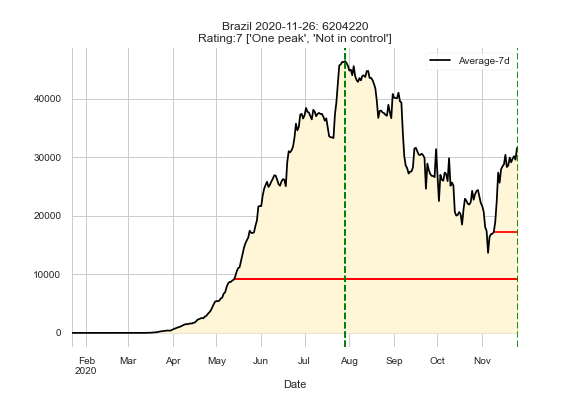 Brazil 2020-11-26: 6204220
Rating:7 ['One peak', 'Not in control']
Average-7d
40000
30000
20000
10000
0
Feb Mar Apr May Jun Jul Aug Sep Oct Nov
2020
Date